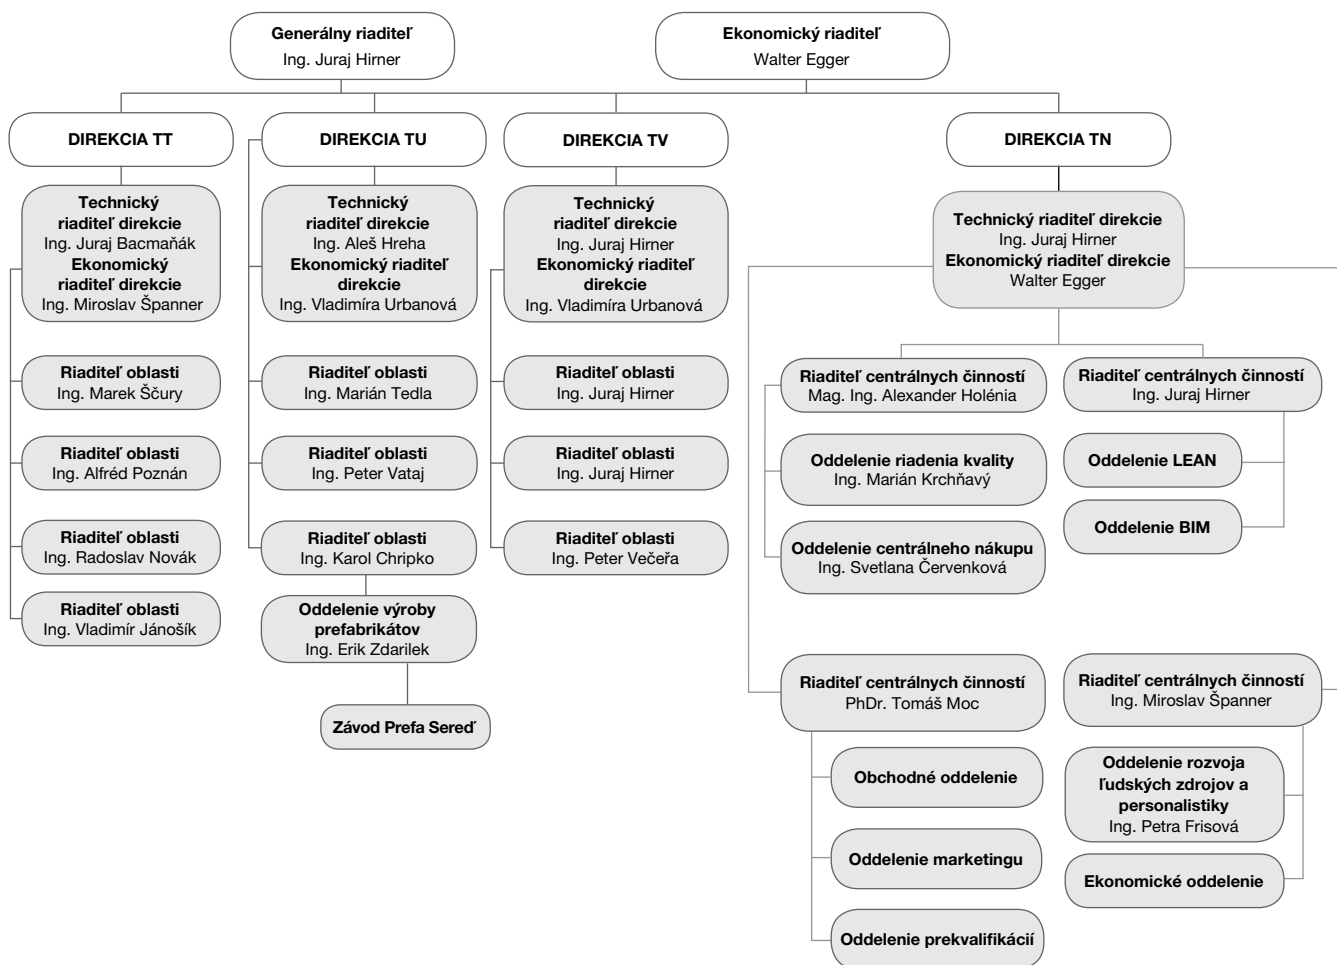 Generálny riaditeľ
Ing. Juraj Hirner
Ekonomický riaditeľ
Walter Egger
DIREKCIA TT
Technický
riaditeľ direkcie
Ing. Juraj Bacmaňák
Ekonomický
riaditeľ direkcie
Ing. Miroslav Španner
Riaditeľ oblasti
Ing. Marek Ščury
Riaditeľ oblasti
Ing. Alfréd Poznán
Riaditeľ oblasti
Ing. Radoslav Novák
Riaditeľ oblasti
Ing. Vladimír Jánošík
DIREKCIA TU
Technický
riaditeľ direkcie
Ing. Aleš Hreha
Ekonomický riaditeľ
direkcie
Ing. Vladimíra Urbanová
Riaditeľ oblasti
Ing. Marián Tedla
Riaditeľ oblasti
Ing. Peter Vataj
Riaditeľ oblasti
Ing. Karol Chripko
Oddelenie výroby
prefabrikátov
Ing. Erik Zdarilek
Závod Prefa Sereď
DIREKCIA TV
Technický
riaditeľ direkcie
Ing. Juraj Hirner
Ekonomický riaditeľ
direkcie
Ing. Vladimíra Urbanová
Riaditeľ oblasti
Ing. Juraj Hirner
Riaditeľ oblasti
Ing. Juraj Hirner
Riaditeľ oblasti
Ing. Peter Večeřa
DIREKCIA TN
Technický riaditeľ direkcie
Ing. Juraj Hirner
Ekonomický riaditeľ direkcie
Walter Egger
Riaditeľ centrálnych činností
Mag. Ing. Alexander Holénia
Oddelenie riadenia kvality
Ing. Marián Krchňavý
Oddelenie centrálneho nákupu
Ing. Svetlana Červenková
Riaditeľ centrálnych činností
Ing. Juraj Hirner
Oddelenie LEAN
Oddelenie BIM
Riaditeľ centrálnych činností
PhDr. Tomáš Moc
Obchodné oddelenie
Oddelenie marketingu
Oddelenie prekvalifikácií
Riaditeľ centrálnych činností
Ing. Miroslav Španner
Oddelenie rozvoja
ľudských zdrojov a
personalistiky
Ing. Petra Frisová
Ekonomické oddelenie